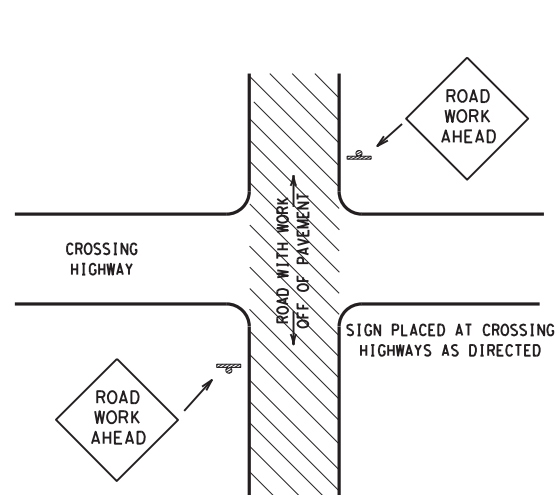 ROAD
WORK
AHEAD
CROSSING
HIGHWAY
ROAD WITH WORK
OFF OF PAVEMENT
SIGN PLACED AT CROSSING
HIGHWAYS AS DIRECTED
ROAD
WORK
AHEAD